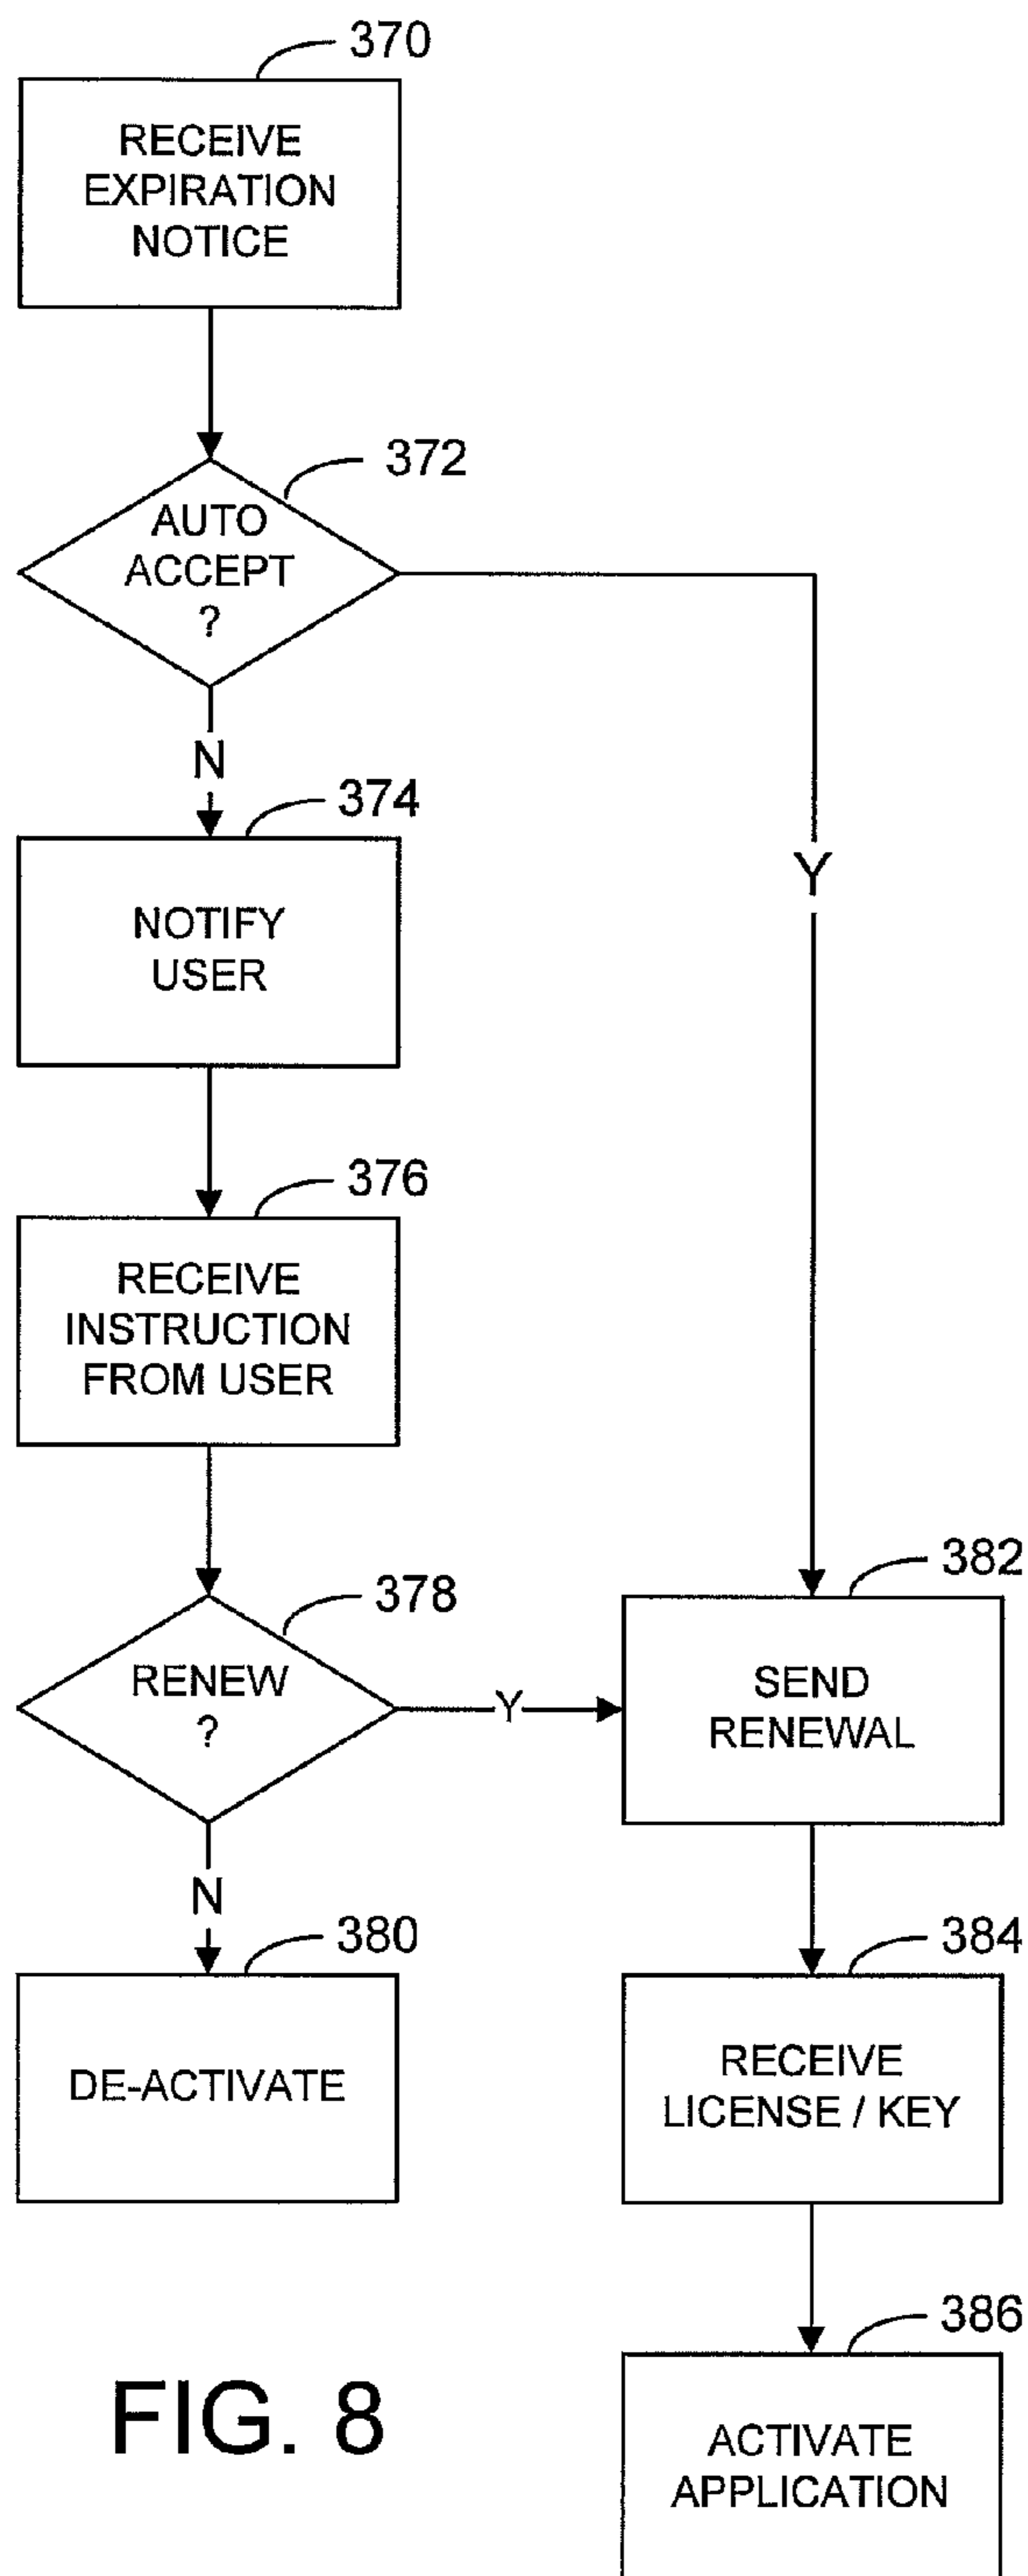 370
RECEIVE
EXPIRATION
NOTICE
372
AUTO
ACCEPT
?
N
Y
374
NOTIFY
USER
376
RECEIVE
INSTRUCTION
FROM USER
378
RENEW
?
Y
N
382
SEND
RENEWAL
380
DE-ACTIVATE
384
RECEIVE
LICENSE / KEY
386
ACTIVATE
APPLICATION
FIG. 8